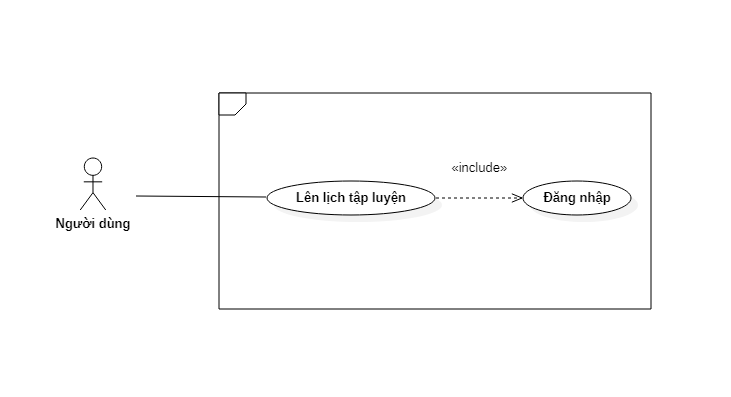 «include»
Lên lịch tập luyện
Đăng nhập
Người dùng